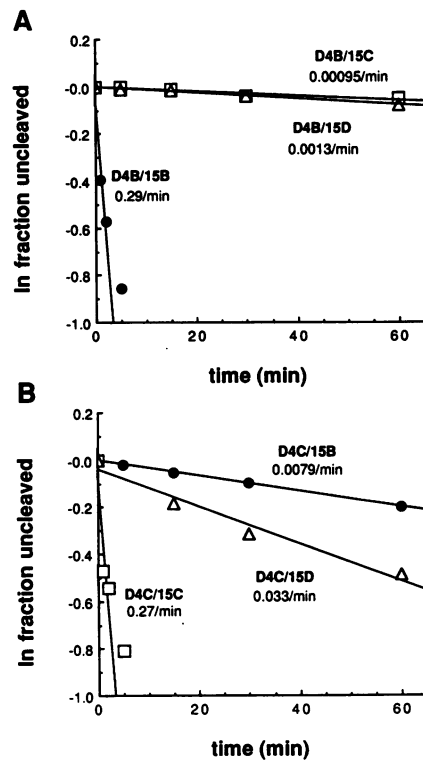 A
0.2
-0.0
-0.2
-0.4
-0.6
-0.8
-1.0
ln fraction uncleaved
D4B/15C
0.00095/min
D4B/15D
0.0013/min
D4B/15B
0.29/min
0 20 40 60
time (min)
B
0.2
-0.0
-0.2
-0.4
-0.6
-0.8
-1.0
ln fraction uncleaved
D4C/15B
0.0079/min
D4C/15D
0.033/min
D4C/15C
0.27/min
0 20 40 60
time (min)